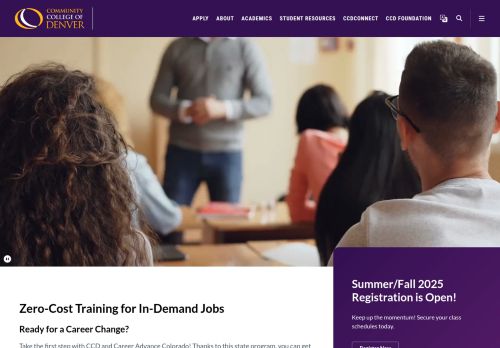 COMMUNITY
COLLEGE OF
DENVER
APPLY ABOUT ACADEMICS STUDENT RESOURCES CCDCONNECT CCD FOUNDATION
Zero-Cost Training for In-Demand Jobs
Ready for a Career Change?
Take the first step with CCD and Career Advance Colorado! Thanks to this state program, you can get
Summer/Fall 2025
Registration is Open!
Keep up the momentum! Secure your class
schedules today.
Register Now